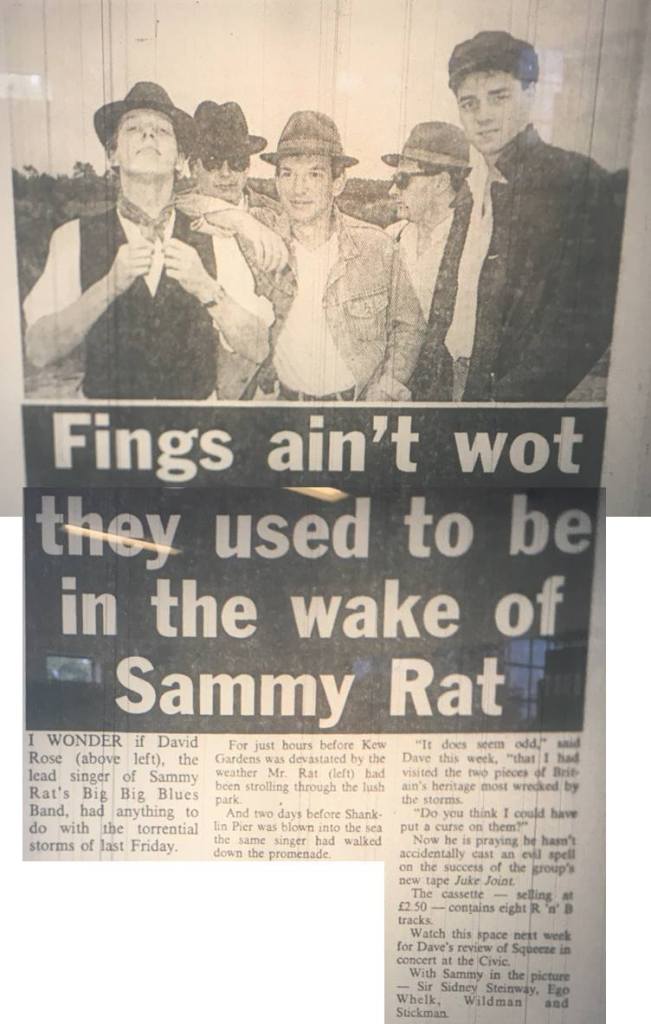 Fings ain't wot
they used to be
in the wake of
Sammy Rat
I WONDER if David
Rose (above left), the
lead singer of Sammy
Rat's Big Big Blues
Band, had anything to
do with the torrential
storms of last Friday.
For just hours before Kew
Gardens was devastated by the
weather Mr. Rat (left) had
been strolling through the lush
park.
And two days before Shank-
lin Pier was blown into the sea
the same singer had walked
down the promenade.
"It does seem odd," said
Dave this week, "that I had
visited the two pieces of Brit-
ain's heritage most wrecked by
the storms.
"Do you think I could have
put a curse on them?"
Now he is praying he hasn't
accidentally cast an evil spell
on the success of the group's
new tape Juke Joint.
The cassette — selling at
£2.50 — contains eight R 'n' B
tracks.
Watch this space next week
for Dave's review of Squeeze in
concert at the Civic.
With Sammy in the picture
— Sir Sidney Steinway, Ego
Whelk, Wildman and
Stickman.